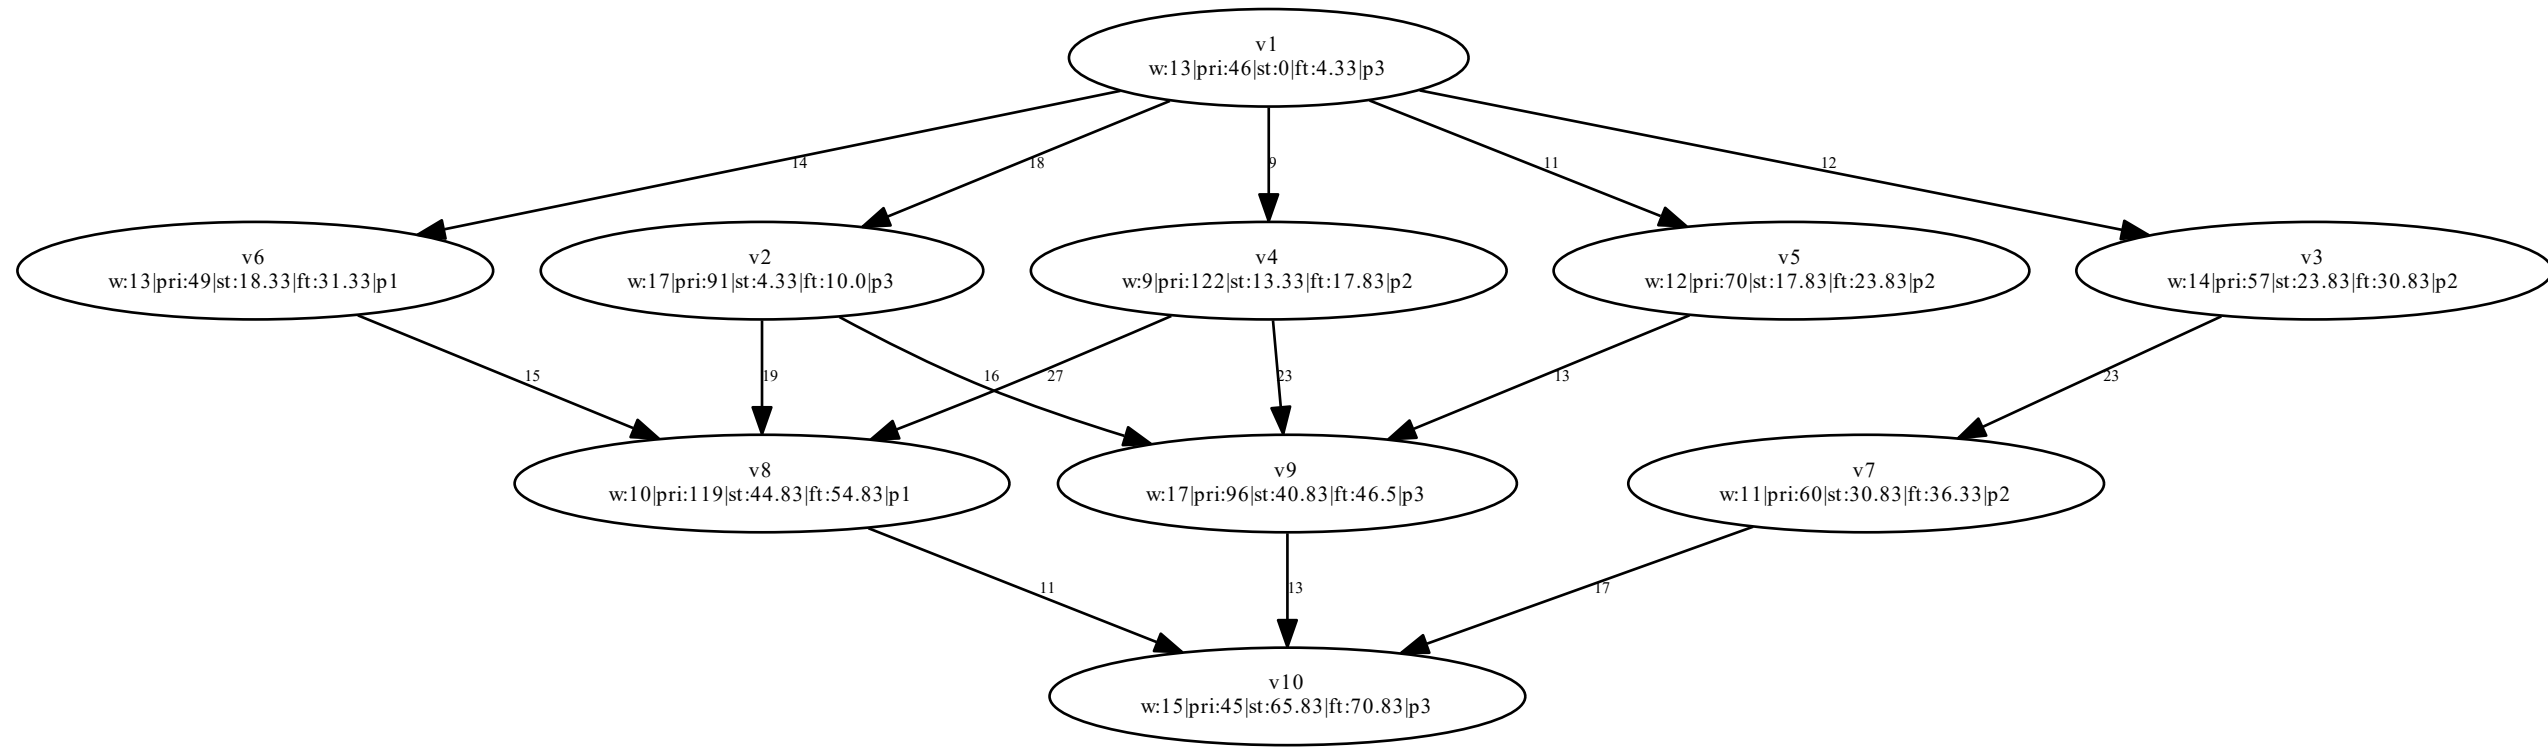 v1
w:13|pri:46|st:0|ft:4.33|p3
14
18
9
11
12
v6
w:13|pri:49|st:18.33|ft:31.33|p1
v2
w:17|pri:91|st:4.33|ft:10.0|p3
v4
w:9|pri:122|st:13.33|ft:17.83|p2
v5
w:12|pri:70|st:17.83|ft:23.83|p2
v3
w:14|pri:57|st:23.83|ft:30.83|p2
15
19
16
27
23
13
23
v8
w:10|pri:119|st:44.83|ft:54.83|p1
v9
w:17|pri:96|st:40.83|ft:46.5|p3
v7
w:11|pri:60|st:30.83|ft:36.33|p2
11
13
17
v10
w:15|pri:45|st:65.83|ft:70.83|p3